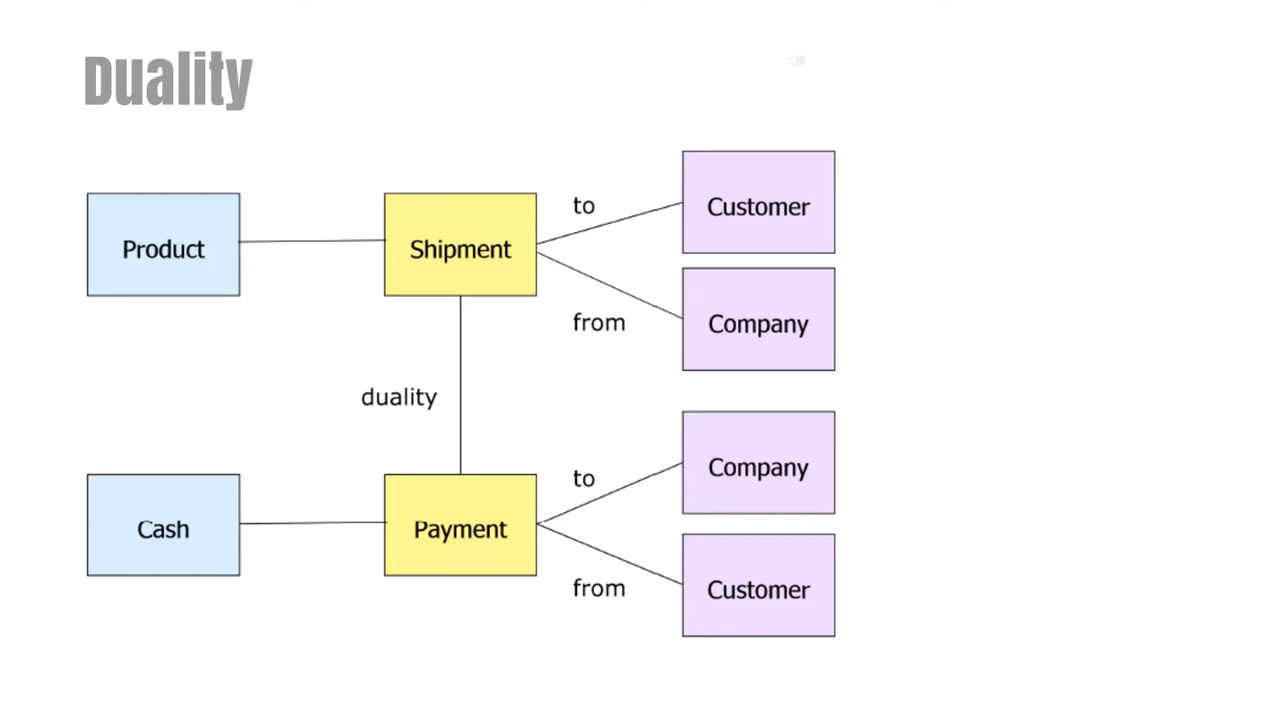 Duality
Product
Shipment
to
Customer
from
Company
duality
Cash
Payment
to
Company
from
Customer